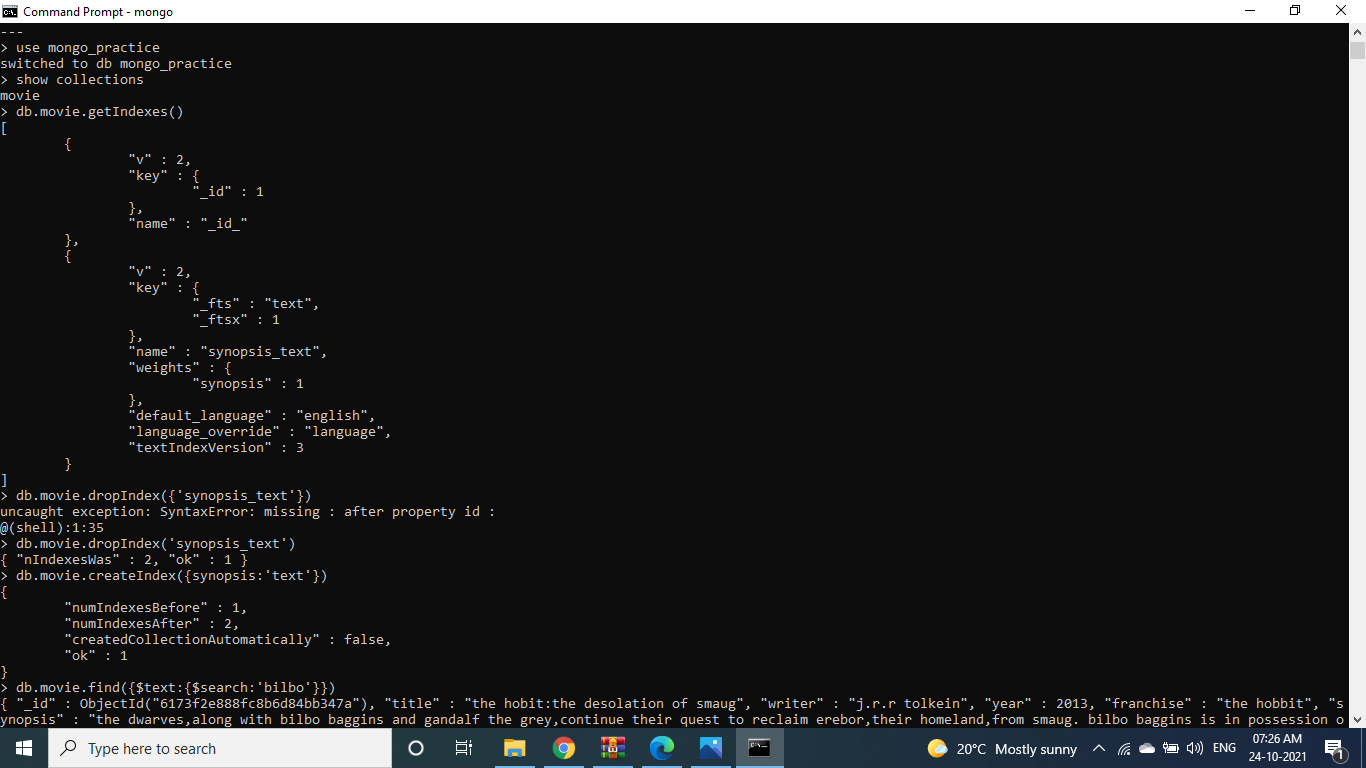 Command Prompt - mongo
---
> use mongo_practice
switched to db mongo_practice
> show collections
movie
> db.movie.getIndexes()
[
        {
                "v" : 2,
                "key" : {
                        "_id" : 1
                },
                "name" : "_id_"
        },
        {
                "v" : 2,
                "key" : {
                        "_fts" : "text",
                        "_ftsx" : 1
                },
                "name" : "synopsis_text",
                "weights" : {
                        "synopsis" : 1
                },
                "default_language" : "english",
                "language_override" : "language",
                "textIndexVersion" : 3
        }
]
> db.movie.dropIndex({'synopsis_text'})
uncaught exception: SyntaxError: missing : after property id :
@(shell):1:35
> db.movie.dropIndex('synopsis_text')
{ "nIndexesWas" : 2, "ok" : 1 }
> db.movie.createIndex({synopsis:'text'})
{
        "numIndexesBefore" : 1,
        "numIndexesAfter" : 2,
        "createdCollectionAutomatically" : false,
        "ok" : 1
}
> db.movie.find({$text:{$search:'bilbo'}})
{ "_id" : ObjectId("6173f2e888fc8b6d84bb347a"), "title" : "the hobit:the desolation of smaug", "writer" : "j.r.r tolkein", "year" : 2013, "franchise" : "the hobbit", "s
ynopsis" : "the dwarves,along with bilbo baggins and gandalf the grey,continue their quest to reclaim erebor,their homeland,from smaug. bilbo baggins is in possession o
Type here to search
20°C Mostly sunny
ENG
07:26 AM
24-10-2021
1